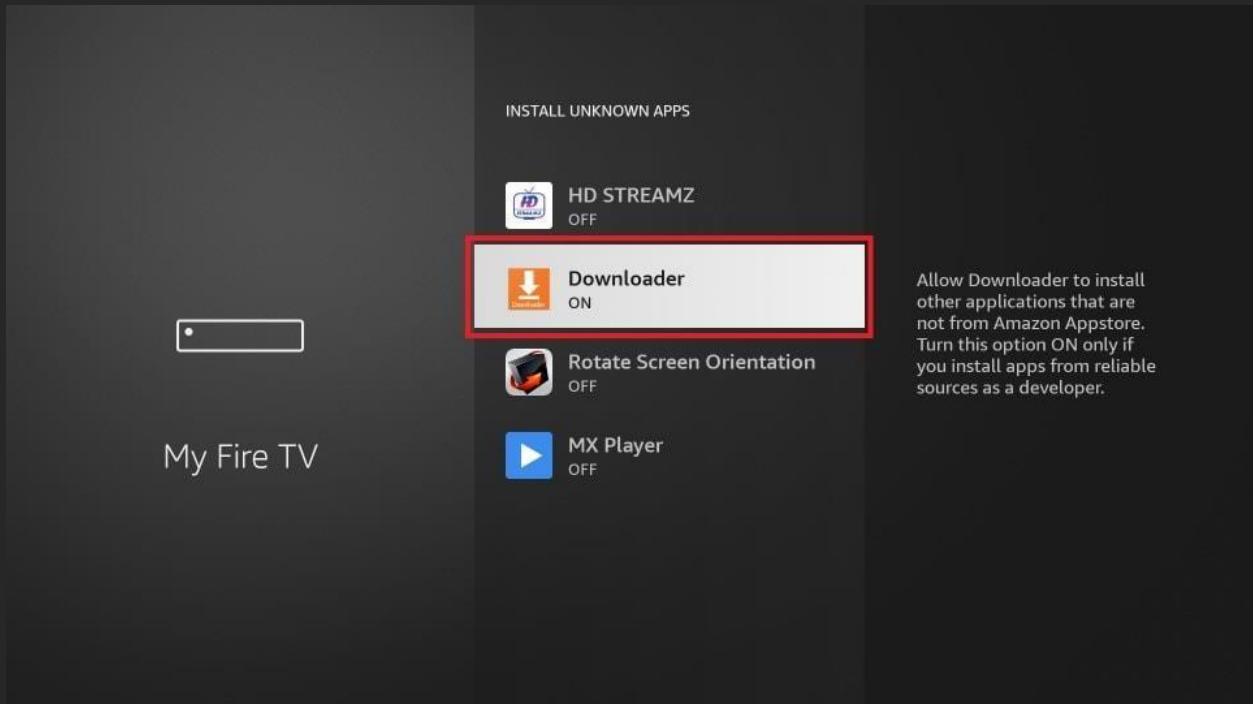 INSTALL UNKNOWN APPS
HD STREAMZ
OFF
Downloader
ON
Rotate Screen Orientation
OFF
MX Player
OFF
My Fire TV
Allow Downloader to install
other applications that are
not from Amazon Appstore.
Turn this option ON only if
you install apps from reliable
sources as a developer.
HD
Downloader